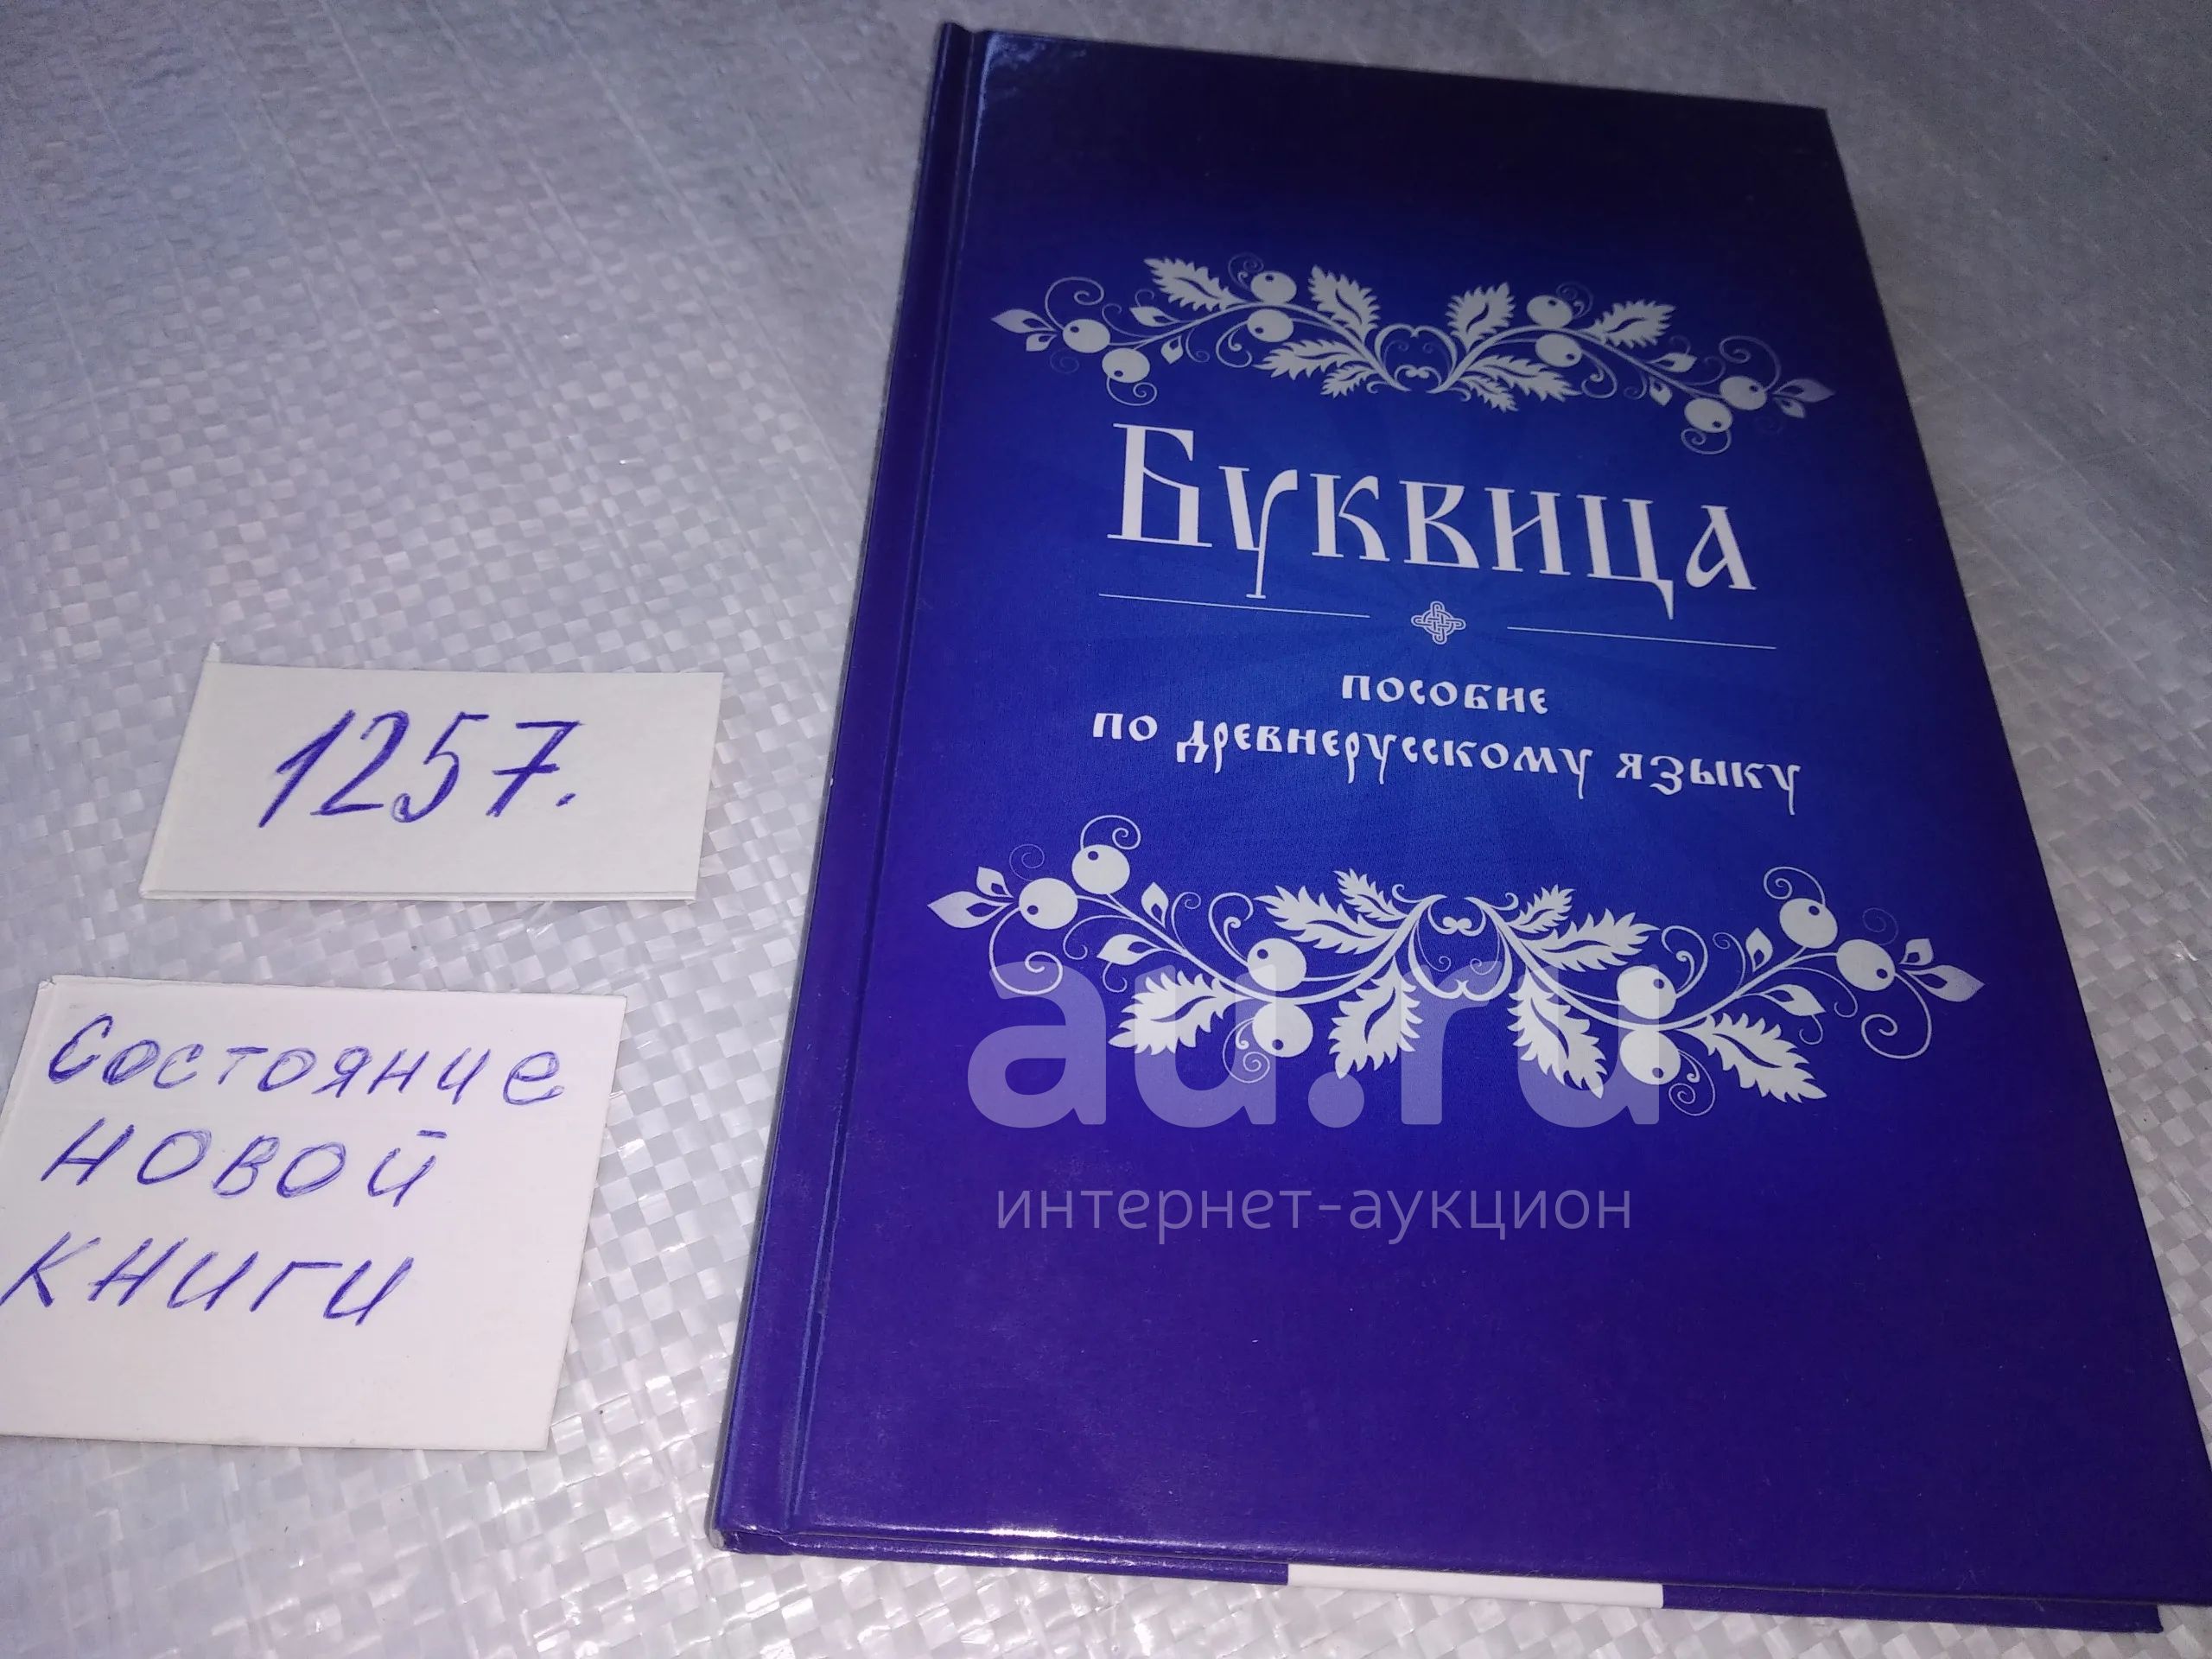 Буквица
пособие
по древнерусскому языку
1257.
Состояние
новой
книги
au.ru
интернет-аукцион